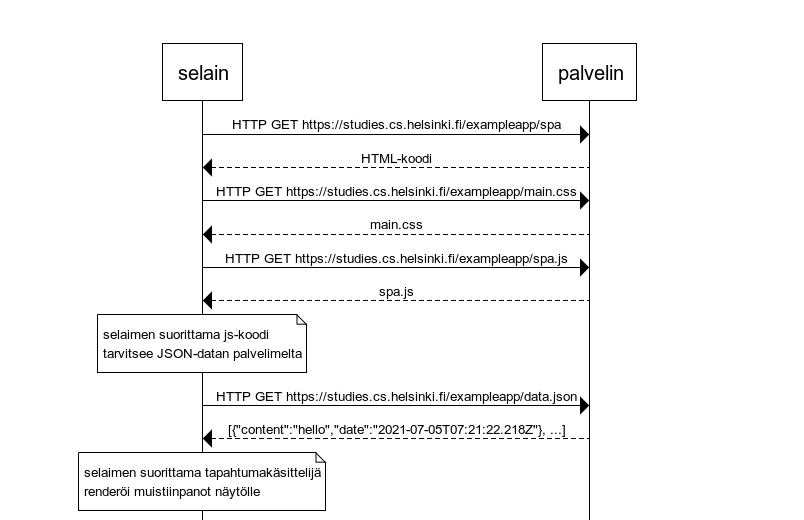 selain
palvelin
HTTP GET https://studies.cs.helsinki.fi/exampleapp/spa
HTML-koodi
HTTP GET https://studies.cs.helsinki.fi/exampleapp/main.css
main.css
HTTP GET https://studies.cs.helsinki.fi/exampleapp/spa.js
spa.js
selaimen suorittama js-koodi
tarvitsee JSON-datan palvelimelta
HTTP GET https://studies.cs.helsinki.fi/exampleapp/data.json
[{"content":"hello","date":"2021-07-05T07:21:22.218Z"}, ...]
selaimen suorittama tapahtumakäsittelijä
renderöi muistiinpanot näytölle